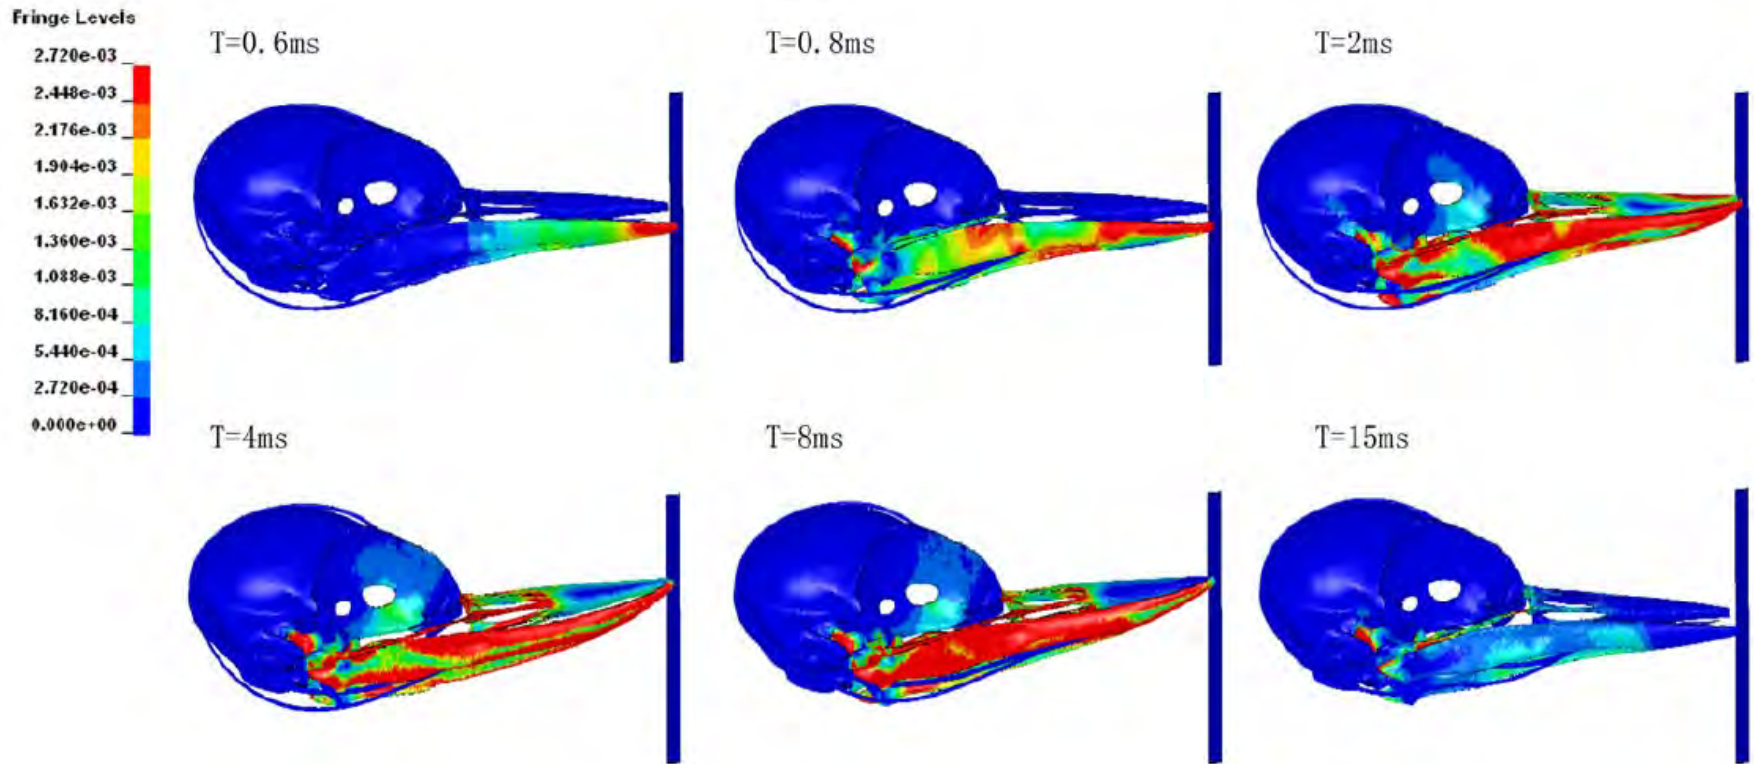 Fringe Levels
2.720e-03
2.448e-03
2.176e-03
1.904e-03
1.632e-03
1.360e-03
1.088e-03
8.160e-04
5.440e-04
2.720e-04
0.000e+00
T=0.6ms
T=0.8ms
T=2ms
T=4ms
T=8ms
T=15ms